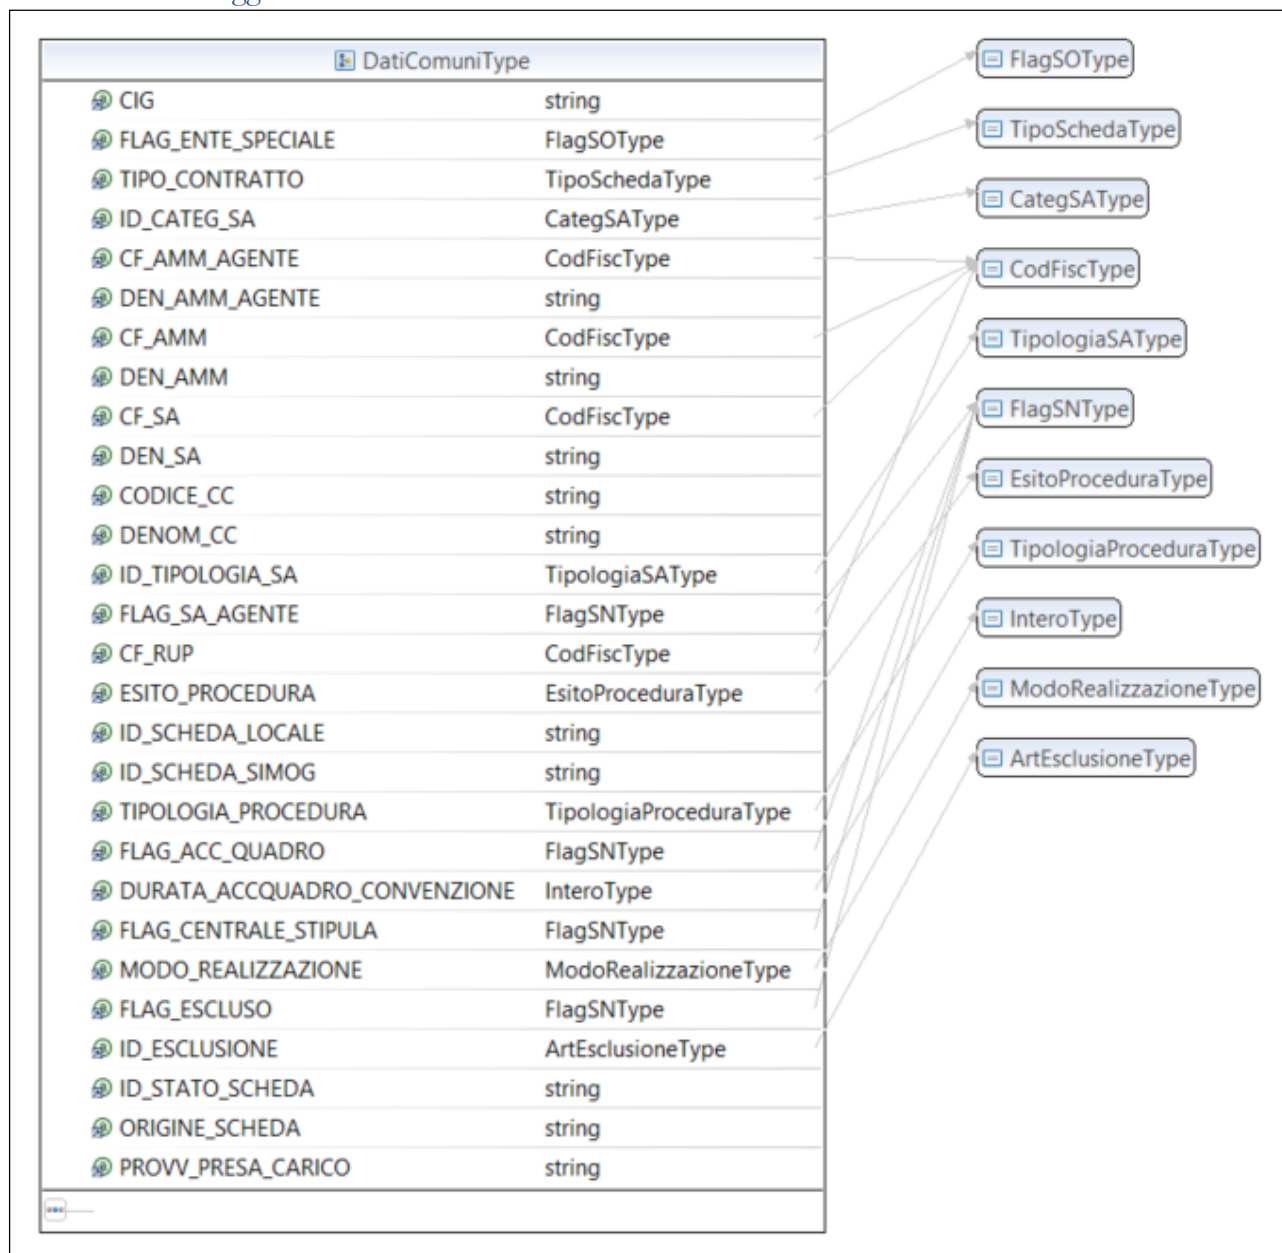 DatiComuniType
CIG string
FLAG_ENTE_SPECIALE FlagSOType
TIPO_CONTRATTO TipoSchedaType
ID_CATEG_SA CategSAType
CF_AMM_AGENTE CodFiscType
DEN_AMM_AGENTE string
CF_AMM CodFiscType
DEN_AMM string
CF_SA CodFiscType
DEN_SA string
CODICE_CC string
DENOM_CC string
ID_TIPOLOGIA_SA TipologiaSAType
FLAG_SA_AGENTE FlagSNType
CF_RUP CodFiscType
ESITO_PROCEDURA EsitoProceduraType
ID_SCHEDA_LOCALE string
ID_SCHEDA_SIMOG string
TIPOLOGIA_PROCEDURA TipologiaProceduraType
FLAG_ACC_QUADRO FlagSNType
DURATA_ACCQUADRO_CONVENZIONE InteroType
FLAG_CENTRALE_STIPULA FlagSNType
MODO_REALIZZAZIONE ModoRealizzazioneType
FLAG_ESCLUSO FlagSNType
ID_ESCLUSIONE ArtEsclusioneType
ID_STATO_SCHEDA string
ORIGINE_SCHEDA string
PROVV_PRESA_CARICO string
FlagSOType
TipoSchedaType
CategSAType
CodFiscType
TipologiaSAType
FlagSNType
EsitoProceduraType
TipologiaProceduraType
InteroType
ModoRealizzazioneType
ArtEsclusioneType